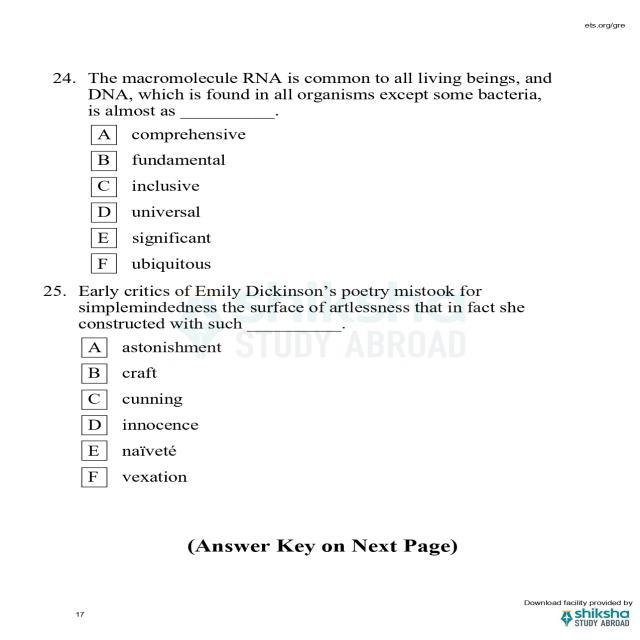 ets.org/gre
24. The macromolecule RNA is common to all living beings, and
DNA, which is found in all organisms except some bacteria,
is almost as ___________.
A comprehensive
B fundamental
C inclusive
D universal
E significant
F ubiquitous
25. Early critics of Emily Dickinson's poetry mistook for
simplemindedness the surface of artlessness that in fact she
constructed with such ___________.
shiksha
STUDY ABROAD
A astonishment
B craft
C cunning
D innocence
E naïveté
F vexation
(Answer Key on Next Page)
Download facility provided by
17
shiksha
STUDY ABROAD